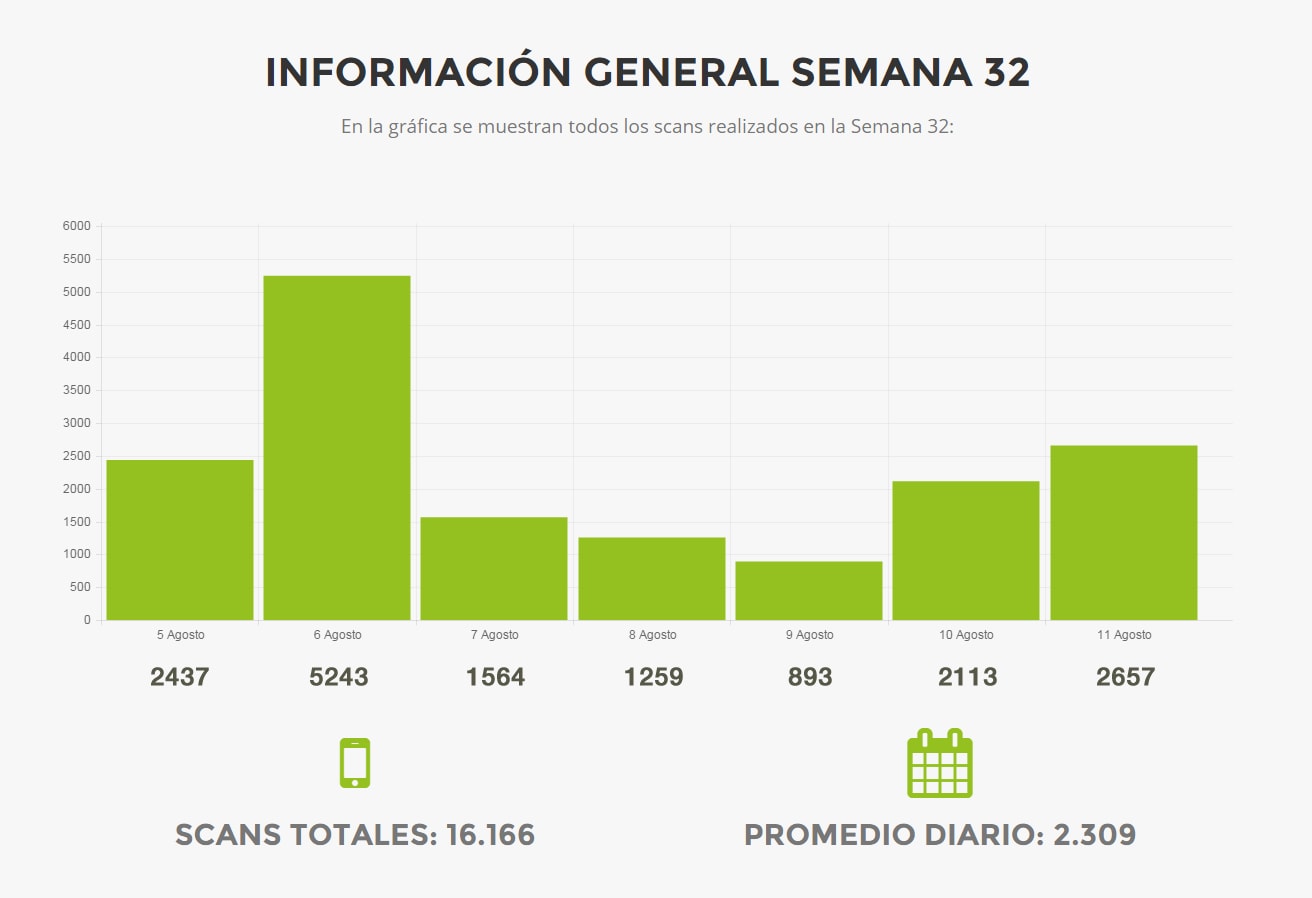 INFORMACIÓN GENERAL SEMANA 32
En la gráfica se muestran todos los scans realizados en la Semana 32:
6000
5500
5000
4500
4000
3500
3000
2500
2000
1500
1000
500
0
5 Agosto 6 Agosto 7 Agosto 8 Agosto 9 Agosto 10 Agosto 11 Agosto
2437 5243 1564 1259 893 2113 2657
SCANS TOTALES: 16.166 PROMEDIO DIARIO: 2.309